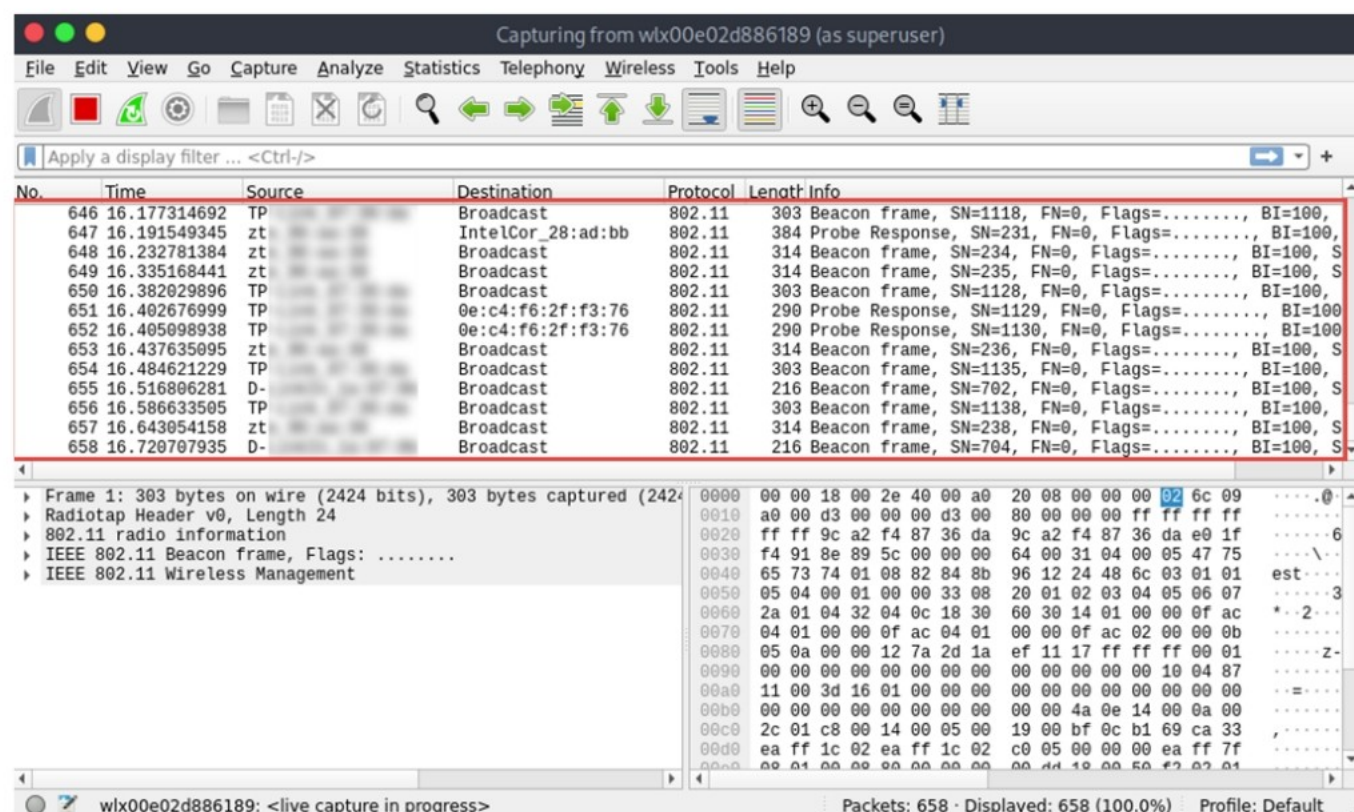 Capturing from wlx00e02d886189 (as superuser)
File Edit View Go Capture Analyze Statistics Telephony Wireless Tools Help
Apply a display filter ... <Ctrl-/>
No. Time Source Destination Protocol Length Info
646 16.177314692 TP Broadcast 802.11 303 Beacon frame, SN=1118, FN=0, Flags=........, BI=100,
647 16.191549345 zt IntelCor_28:ad:bb 802.11 384 Probe Response, SN=231, FN=0, Flags=........, BI=100,
648 16.232781384 zt Broadcast 802.11 314 Beacon frame, SN=234, FN=0, Flags=........, BI=100, S
649 16.335168441 zt Broadcast 802.11 314 Beacon frame, SN=235, FN=0, Flags=........, BI=100, S
650 16.382029896 TP Broadcast 802.11 303 Beacon frame, SN=1128, FN=0, Flags=........, BI=100,
651 16.402676999 TP 0e:c4:f6:2f:f3:76 802.11 290 Probe Response, SN=1129, FN=0, Flags=........, BI=100
652 16.405098938 TP 0e:c4:f6:2f:f3:76 802.11 290 Probe Response, SN=1130, FN=0, Flags=........, BI=100
653 16.437635095 zt Broadcast 802.11 314 Beacon frame, SN=236, FN=0, Flags=........, BI=100, S
654 16.484621229 TP Broadcast 802.11 303 Beacon frame, SN=1135, FN=0, Flags=........, BI=100,
655 16.516806281 D- Broadcast 802.11 216 Beacon frame, SN=702, FN=0, Flags=........, BI=100, S
656 16.586633505 TP Broadcast 802.11 303 Beacon frame, SN=1138, FN=0, Flags=........, BI=100,
657 16.643054158 zt Broadcast 802.11 314 Beacon frame, SN=238, FN=0, Flags=........, BI=100, S
658 16.720707935 D- Broadcast 802.11 216 Beacon frame, SN=704, FN=0, Flags=........, BI=100, S
Frame 1: 303 bytes on wire (2424 bits), 303 bytes captured (2424
Radiotap Header v0, Length 24
802.11 radio information
IEEE 802.11 Beacon frame, Flags: ........
IEEE 802.11 Wireless Management
0000 00 00 18 00 2e 40 00 a0 20 08 00 00 00 02 6c 09 ·····.@·
0010 a0 00 d3 00 00 00 d3 00 80 00 00 00 ff ff ff ff ········
0020 ff ff 9c a2 f4 87 36 da 9c a2 f4 87 36 da e0 1f ······6
0030 f4 91 8e 89 5c 00 00 00 64 00 31 04 00 05 47 75 ····\··
0040 65 73 74 01 08 82 84 8b 96 12 24 48 6c 03 01 01 est····
0050 05 04 00 01 00 00 33 08 20 01 02 03 04 05 06 07 ······3
0060 2a 01 04 32 04 0c 18 30 60 30 14 01 00 00 0f ac *··2···
0070 04 01 00 00 0f ac 04 01 00 00 0f ac 02 00 00 0b ·······
0080 05 0a 00 00 12 7a 2d 1a ef 11 17 ff ff ff 00 01 ·····z-
0090 00 00 00 00 00 00 00 00 00 00 00 00 00 10 04 87 ·······
00a0 11 00 3d 16 01 00 00 00 00 00 00 00 00 00 00 00 ··=····
00b0 00 00 00 00 00 00 00 00 00 00 4a 0e 14 00 0a 00 ·······
00c0 2c 01 c8 00 14 00 05 00 19 00 bf 0c b1 69 ca 33 ,······
00d0 ea ff 1c 02 ea ff 1c 02 c0 05 00 00 00 ea ff 7f ·······
wlx00e02d886189: <live capture in progress> Packets: 658 · Displayed: 658 (100.0%) Profile: Default